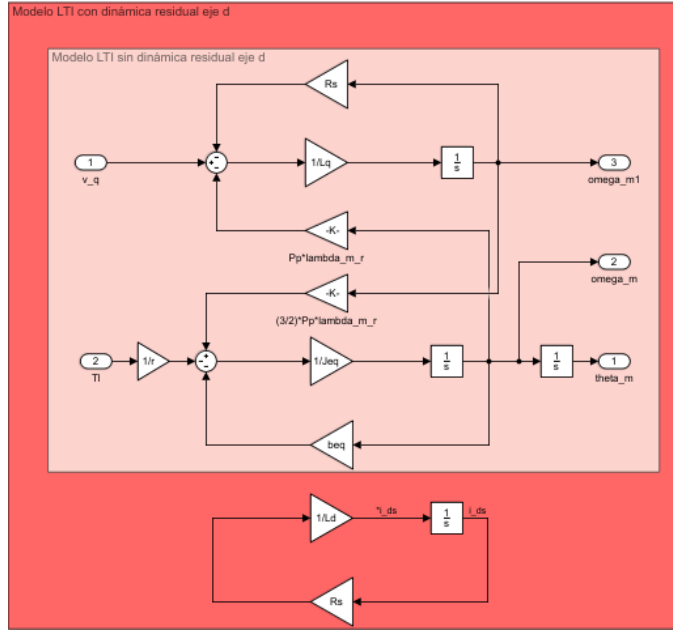 Modelo LTI con dinámica residual eje d
Modelo LTI sin dinámica residual eje d
Rs
1
v_q
+
-
-
1/Lq
1
s
3
omega_m1
-K-
Pp*lambda_m_r
2
omega_m
-K-
(3/2)*Pp*lambda_m_r
2
Tl
1/r
+
-
-
1/Jeq
1
s
1
s
1
theta_m
beq
1/Ld
*i_ds
1
s
i_ds
Rs